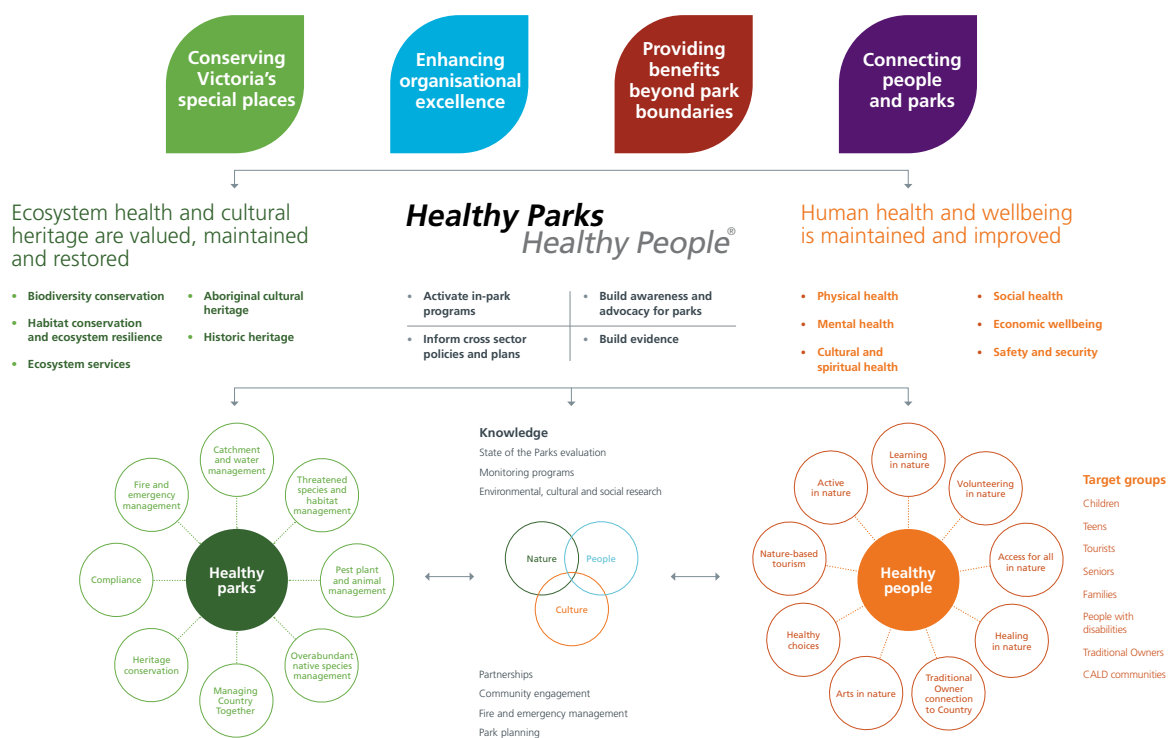 Conserving
Victoria's
special places
Enhancing
organisational
excellence
Providing
benefits
beyond park
boundaries
Connecting
people
and parks
Ecosystem health and cultural
heritage are valued, maintained
and restored
• Biodiversity conservation
• Habitat conservation
and ecosystem resilience
• Ecosystem services
• Aboriginal cultural
heritage
• Historic heritage
Healthy Parks
Healthy People®
• Activate in-park
programs
• Build awareness and
advocacy for parks
• Inform cross sector
policies and plans
• Build evidence
Human health and wellbeing
is maintained and improved
• Physical health
• Mental health
• Cultural and
spiritual health
• Social health
• Economic wellbeing
• Safety and security
Healthy
parks
Catchment
and water
management
Threatened
species and
habitat
management
Pest plant
and animal
management
Overabundant
native species
management
Managing
Country
Together
Heritage
conservation
Compliance
Fire and
emergency
management
Knowledge
State of the Parks evaluation
Monitoring programs
Environmental, cultural and social research
Nature
People
Culture
Partnerships
Community engagement
Fire and emergency management
Park planning
Healthy
people
Learning
in nature
Volunteering
in nature
Access for all
in nature
Healing
in nature
Traditional
Owner
connection
to Country
Arts in nature
Healthy
choices
Nature-based
tourism
Active
in nature
Target groups
Children
Teens
Tourists
Seniors
Families
People with
disabilities
Traditional Owners
CALD communities